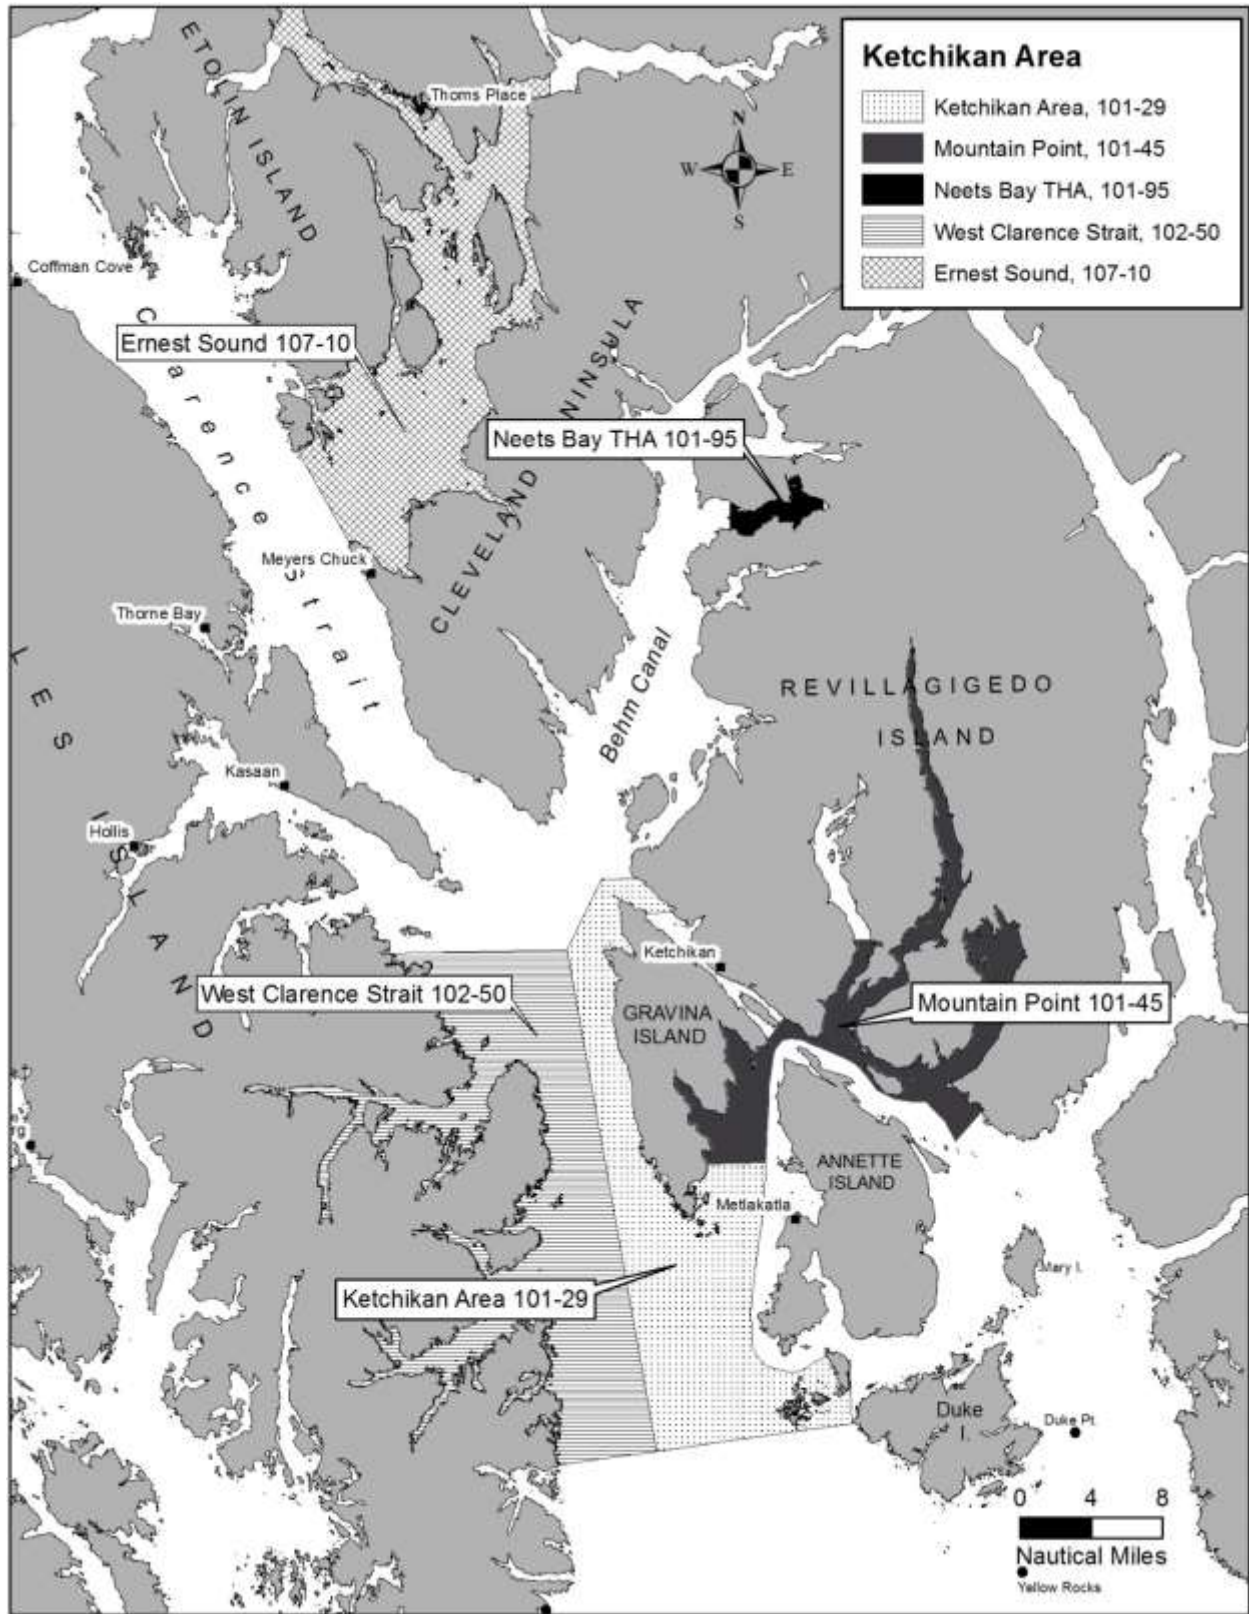 Ketchikan Area
Ketchikan Area, 101-29
Mountain Point, 101-45
Neets Bay THA, 101-95
West Clarence Strait, 102-50
Ernest Sound, 107-10
N
W
E
S
ETOLIN ISLAND
Thoms Place
Coffman Cove
Clarence Strait
Ernest Sound 107-10
CLEVELAND
NINSULA
Neets Bay THA 101-95
Meyers Chuck
Thorne Bay
Behm Canal
REVILLAGIGEDO
ISLAND
LES ISLAND
Kasaan
Hollis
West Clarence Strait 102-50
Ketchikan
GRAVINA
ISLAND
Mountain Point 101-45
rg
ANNETTE
ISLAND
Metlakatla
Mary I.
Ketchikan Area 101-29
Duke
I.
Duke Pt.
0 4 8
Nautical Miles
Yellow Rocks